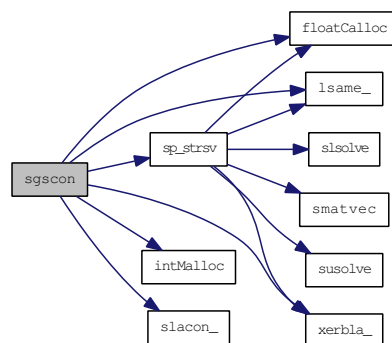 floatCalloc
lsame_
sp_strsv
slsolve
sgscon
smatvec
intMalloc
susolve
slacon_
xerbla_